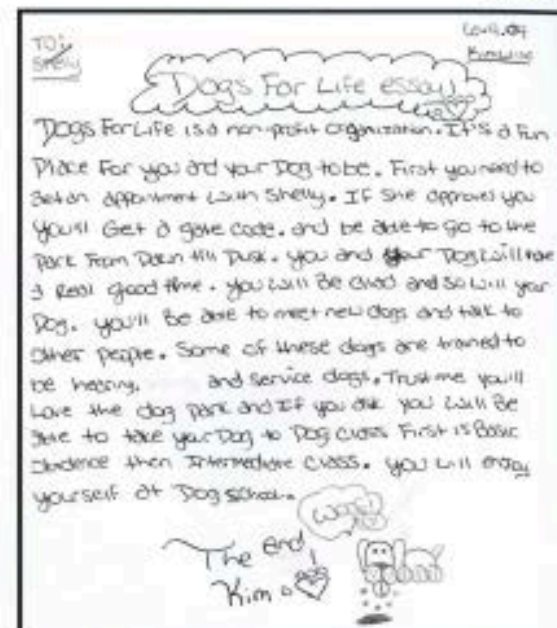 TO:
Shelly
Dogs For Life essay
Dogs For Life is a non-profit organization. It's a Fun
Place For you and your Dog to be. First you need to
Get an appointment with Shelly. If She approves you
you'll Get a gate code. and be able to go to the
Park From Dawn till Dusk. you and your Dog will have
a Real good time. you will Be Glad and So will your
Dog. you'll Be able to meet new dogs and talk to
other people. Some of these dogs are trained to
be hearing. and service dogs. Trust me you'll
Love the dog park and If you ask you will Be
able to take your Dog to Dog Class First is Basic
then Intermediate Class. you will enjoy
yourself at Dog School.
Woof
The end,
Kim